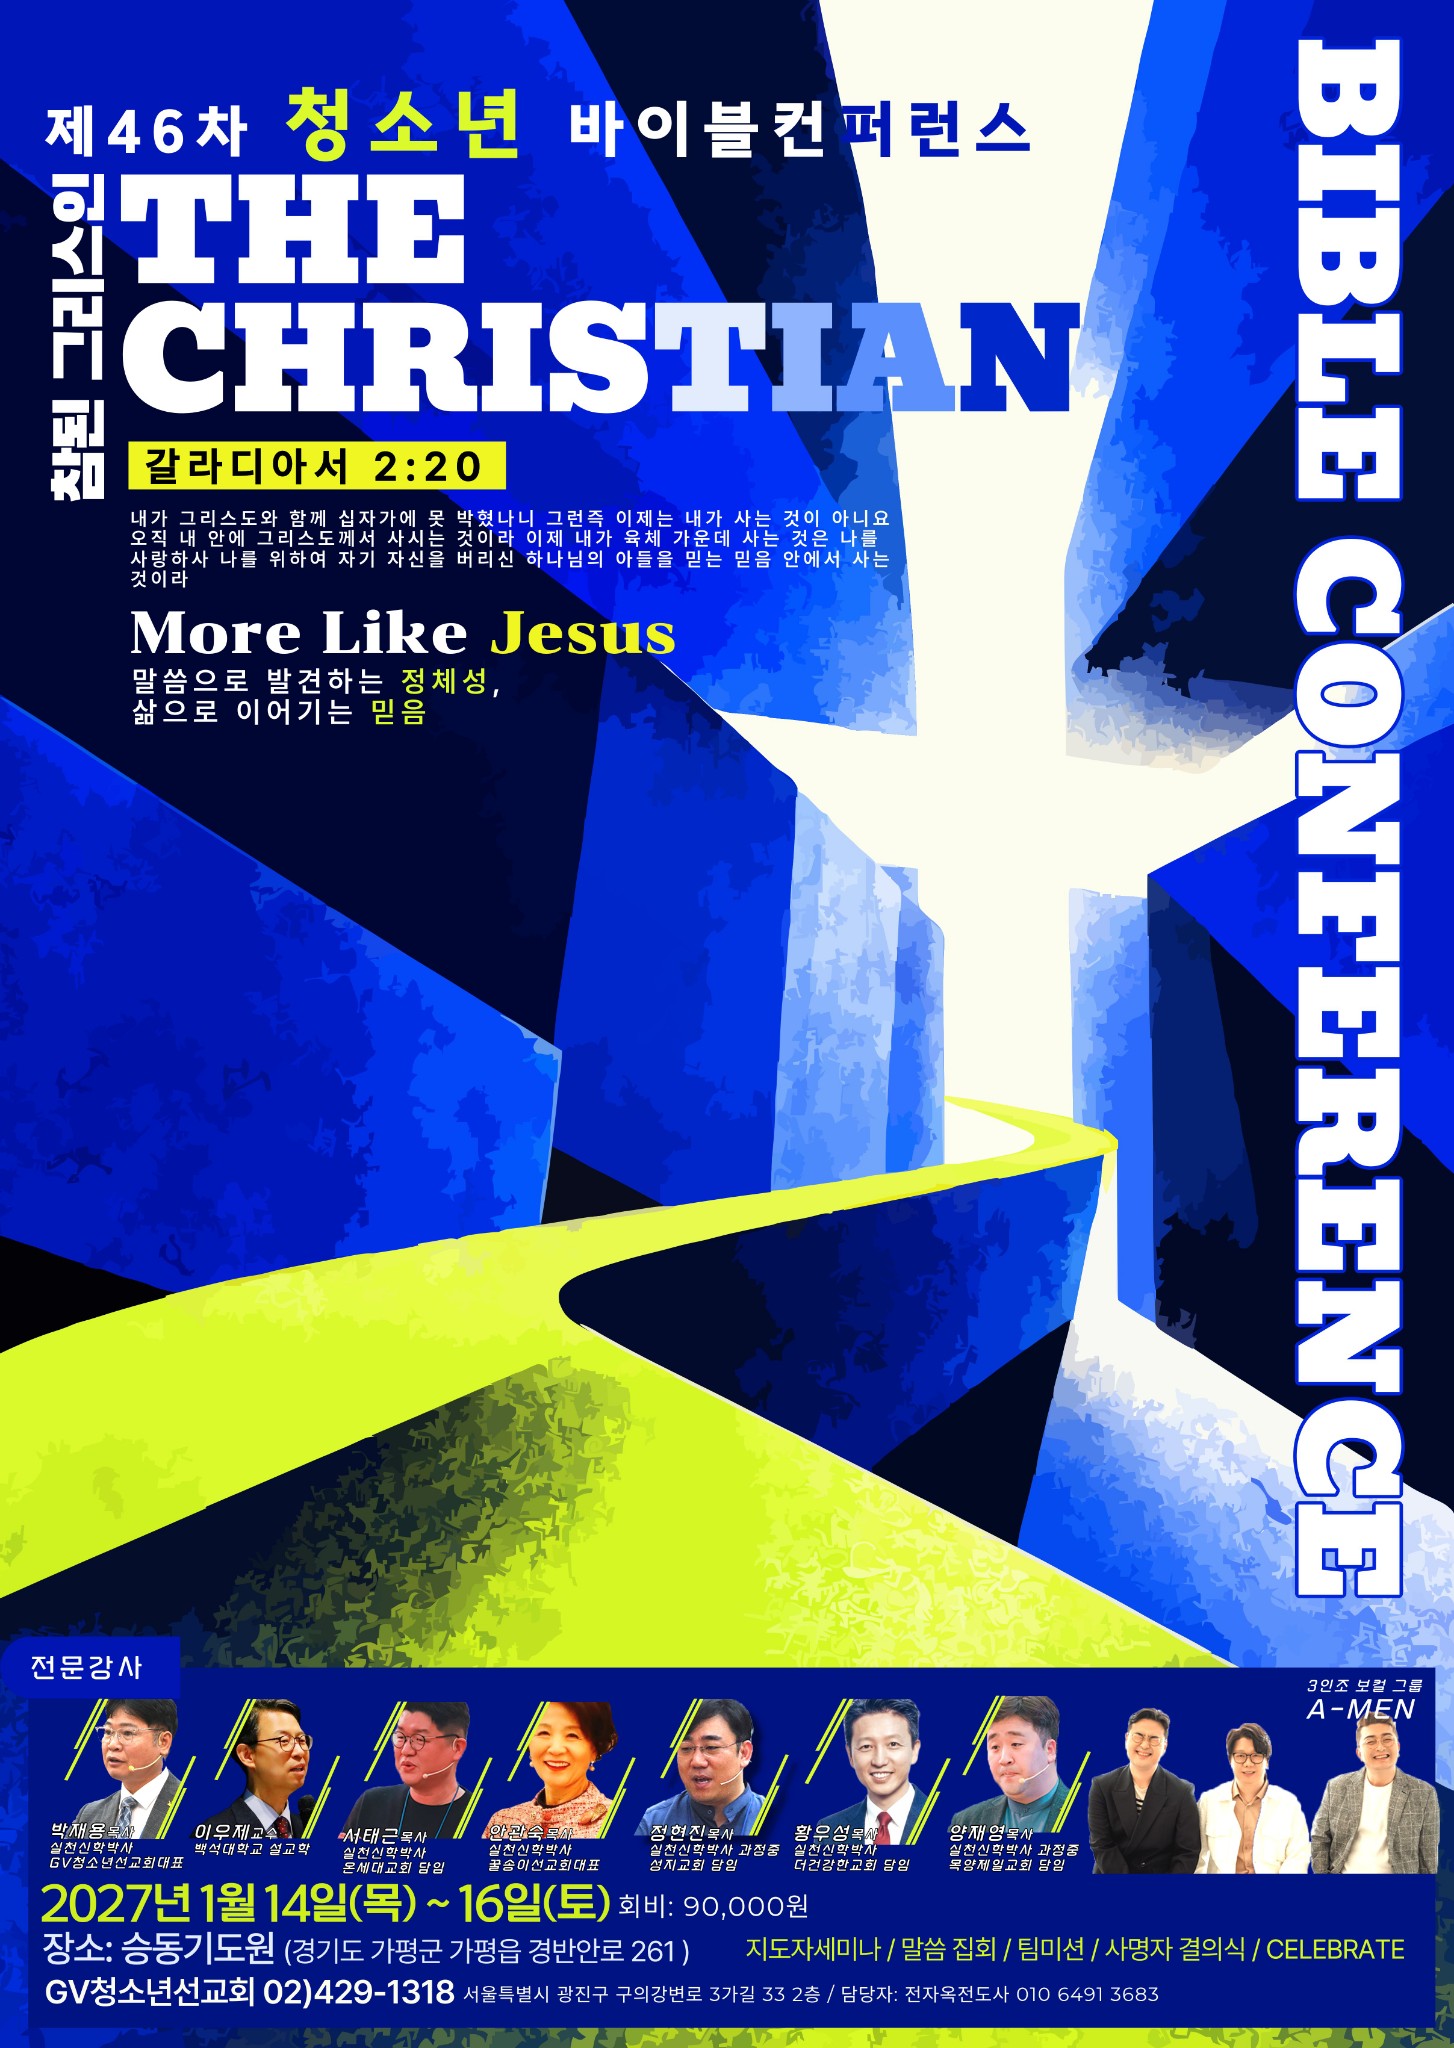 제46차 청소년 바이블컨퍼런스
참된 그리스인
THE
CHRISTIAN
갈라디아서 2:20
내가 그리스도와 함께 십자가에 못 박혔나니 그런즉 이제는 내가 사는 것이 아니요
오직 내 안에 그리스도께서 사시는 것이라 이제 내가 육체 가운데 사는 것은 나를
사랑하사 나를 위하여 자기 자신을 버리신 하나님의 아들을 믿는 믿음 안에서 사는
것이라
More Like Jesus
말씀으로 발견하는 정체성,
삶으로 이어기는 믿음
BIBLE CONFERENCE
전문강사
박재용목사
실천신학박사
GV청소년선교회대표
이우제교수
백석대학교 설교학
서태근목사
실천신학박사
온세대교회 담임
안관숙목사
실천신학박사
꿀송이선교회대표
정현진목사
실천신학박사 과정중
성지교회 담임
황우성목사
실천신학박사
더건강한교회 담임
양재영목사
실천신학박사 과정중
목양제일교회 담임
3인조 보컬 그룹
A-MEN
2027년 1월 14일(목) ~ 16일(토) 회비: 90,000원
장소: 승동기도원 (경기도 가평군 가평읍 경반안로 261 )
지도자세미나 / 말씀 집회 / 팀미션 / 사명자 결의식 / CELEBRATE
GV청소년선교회 02)429-1318 서울특별시 광진구 구의강변로 3가길 33 2층 / 담당자: 전자옥전도사 010 6491 3683